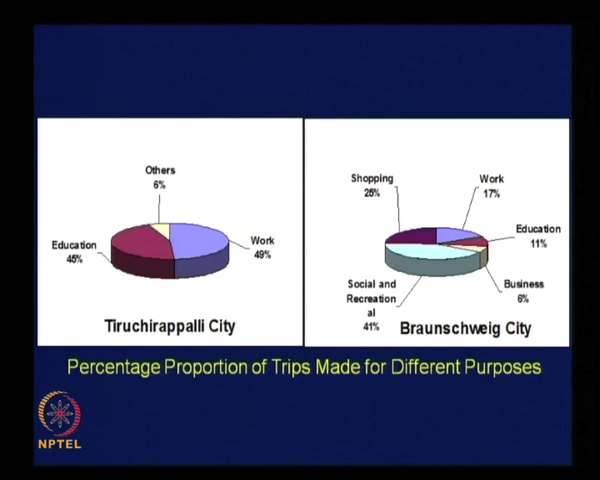 Others
6%
Work
49%
Education
45%
Tiruchirappalli City
Shopping
25%
Work
17%
Education
11%
Business
6%
Social and
Recreation
al
41%
Braunschweig City
Percentage Proportion of Trips Made for Different Purposes
NPTEL